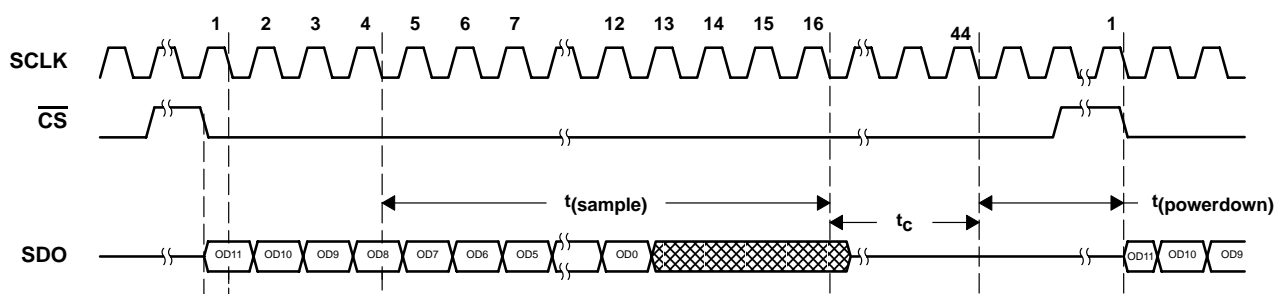 1 2 3 4 5 6 7 12 13 14 15 16 44 1
SCLK
CS
t(sample)
tc
t(powerdown)
SDO
OD11 OD10 OD9 OD8 OD7 OD6 OD5 OD0 OD11 OD10 OD9